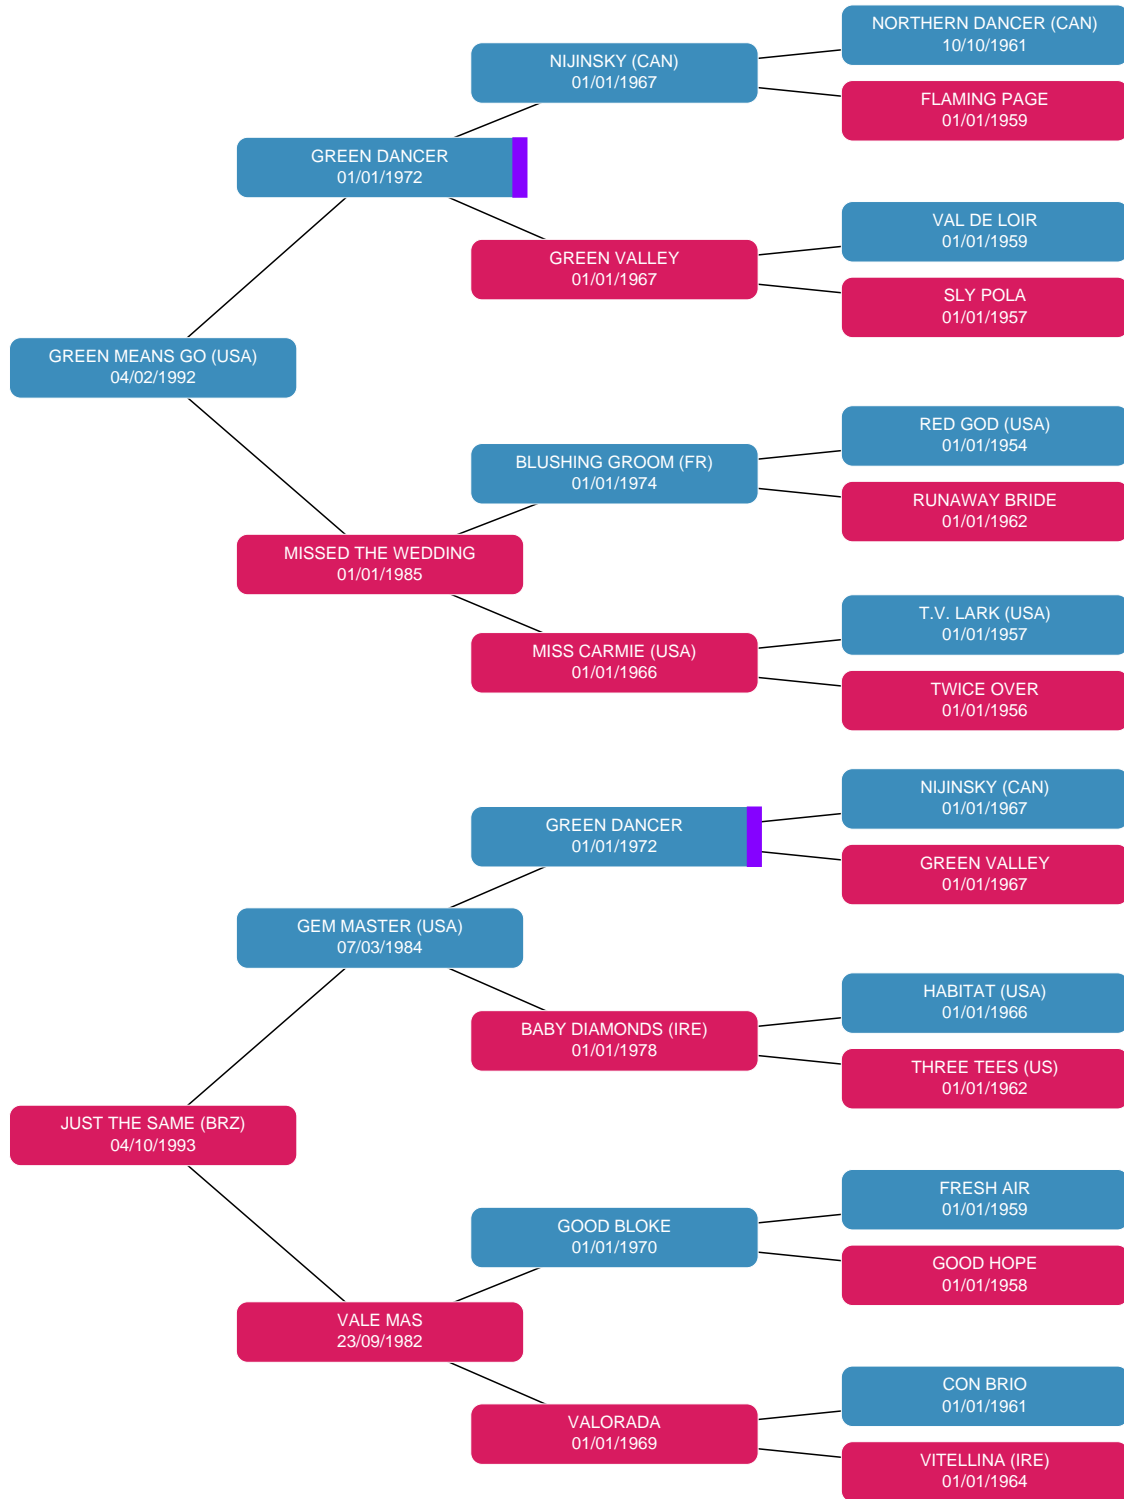 NORTHERN DANCER (CAN)
10/10/1961
NIJINSKY (CAN)
01/01/1967
FLAMING PAGE
01/01/1959
GREEN DANCER
01/01/1972
VAL DE LOIR
01/01/1959
GREEN VALLEY
01/01/1967
SLY POLA
01/01/1957
GREEN MEANS GO (USA)
04/02/1992
RED GOD (USA)
01/01/1954
BLUSHING GROOM (FR)
01/01/1974
RUNAWAY BRIDE
01/01/1962
MISSED THE WEDDING
01/01/1985
T.V. LARK (USA)
01/01/1957
MISS CARMIE (USA)
01/01/1966
TWICE OVER
01/01/1956
NIJINSKY (CAN)
01/01/1967
GREEN DANCER
01/01/1972
GREEN VALLEY
01/01/1967
GEM MASTER (USA)
07/03/1984
HABITAT (USA)
01/01/1966
BABY DIAMONDS (IRE)
01/01/1978
THREE TEES (US)
01/01/1962
JUST THE SAME (BRZ)
04/10/1993
FRESH AIR
01/01/1959
GOOD BLOKE
01/01/1970
GOOD HOPE
01/01/1958
VALE MAS
23/09/1982
CON BRIO
01/01/1961
VALORADA
01/01/1969
VITELLINA (IRE)
01/01/1964